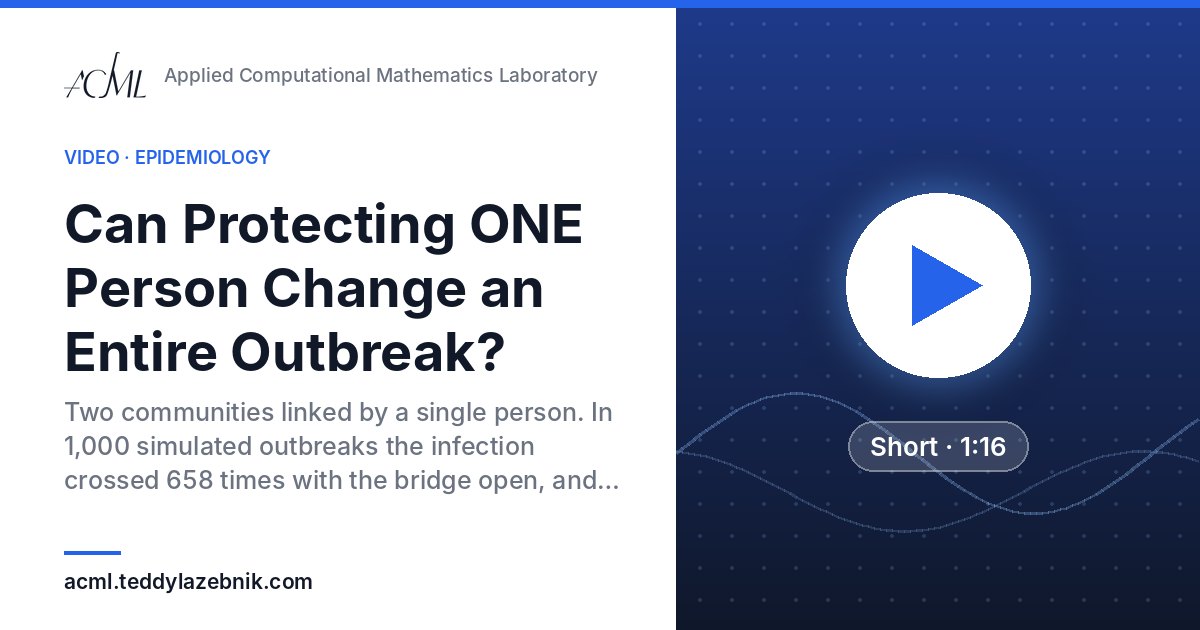 ACML Applied Computational Mathematics Laboratory
VIDEO · EPIDEMIOLOGY
Can Protecting ONE
Person Change an
Entire Outbreak?
Two communities linked by a single person. In
1,000 simulated outbreaks the infection
crossed 658 times with the bridge open, and...
acml.teddylazebnik.com
Short · 1:16